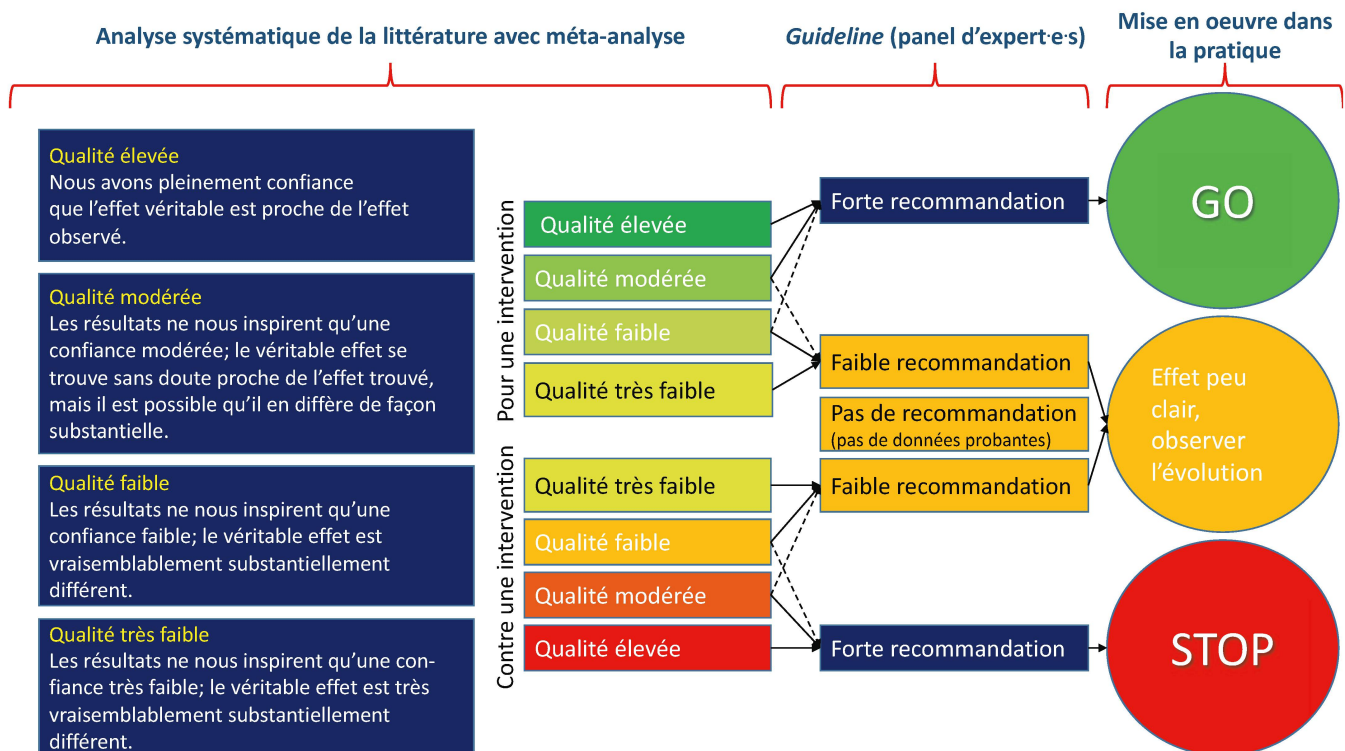 Analyse systématique de la littérature avec méta-analyse
Guideline (panel d’expert·e·s)
Mise en oeuvre dans
la pratique
Qualité élevée
Nous avons pleinement confiance
que l’effet véritable est proche de l’effet
observé.
Qualité modérée
Les résultats ne nous inspirent qu’une
confiance modérée; le véritable effet se
trouve sans doute proche de l’effet trouvé,
mais il est possible qu’il en diffère de façon
substantielle.
Qualité faible
Les résultats ne nous inspirent qu’une
confiance faible; le véritable effet est
vraisemblablement substantiellement
différent.
Qualité très faible
Les résultats ne nous inspirent qu’une con-
fiance très faible; le véritable effet est très
vraisemblablement substantiellement
différent.
Pour une intervention
Qualité élevée
Qualité modérée
Qualité faible
Qualité très faible
Contre une intervention
Qualité très faible
Qualité faible
Qualité modérée
Qualité élevée
Forte recommandation
Faible recommandation
Pas de recommandation
(pas de données probantes)
Faible recommandation
Forte recommandation
GO
Effet peu
clair,
observer
l’évolution
STOP